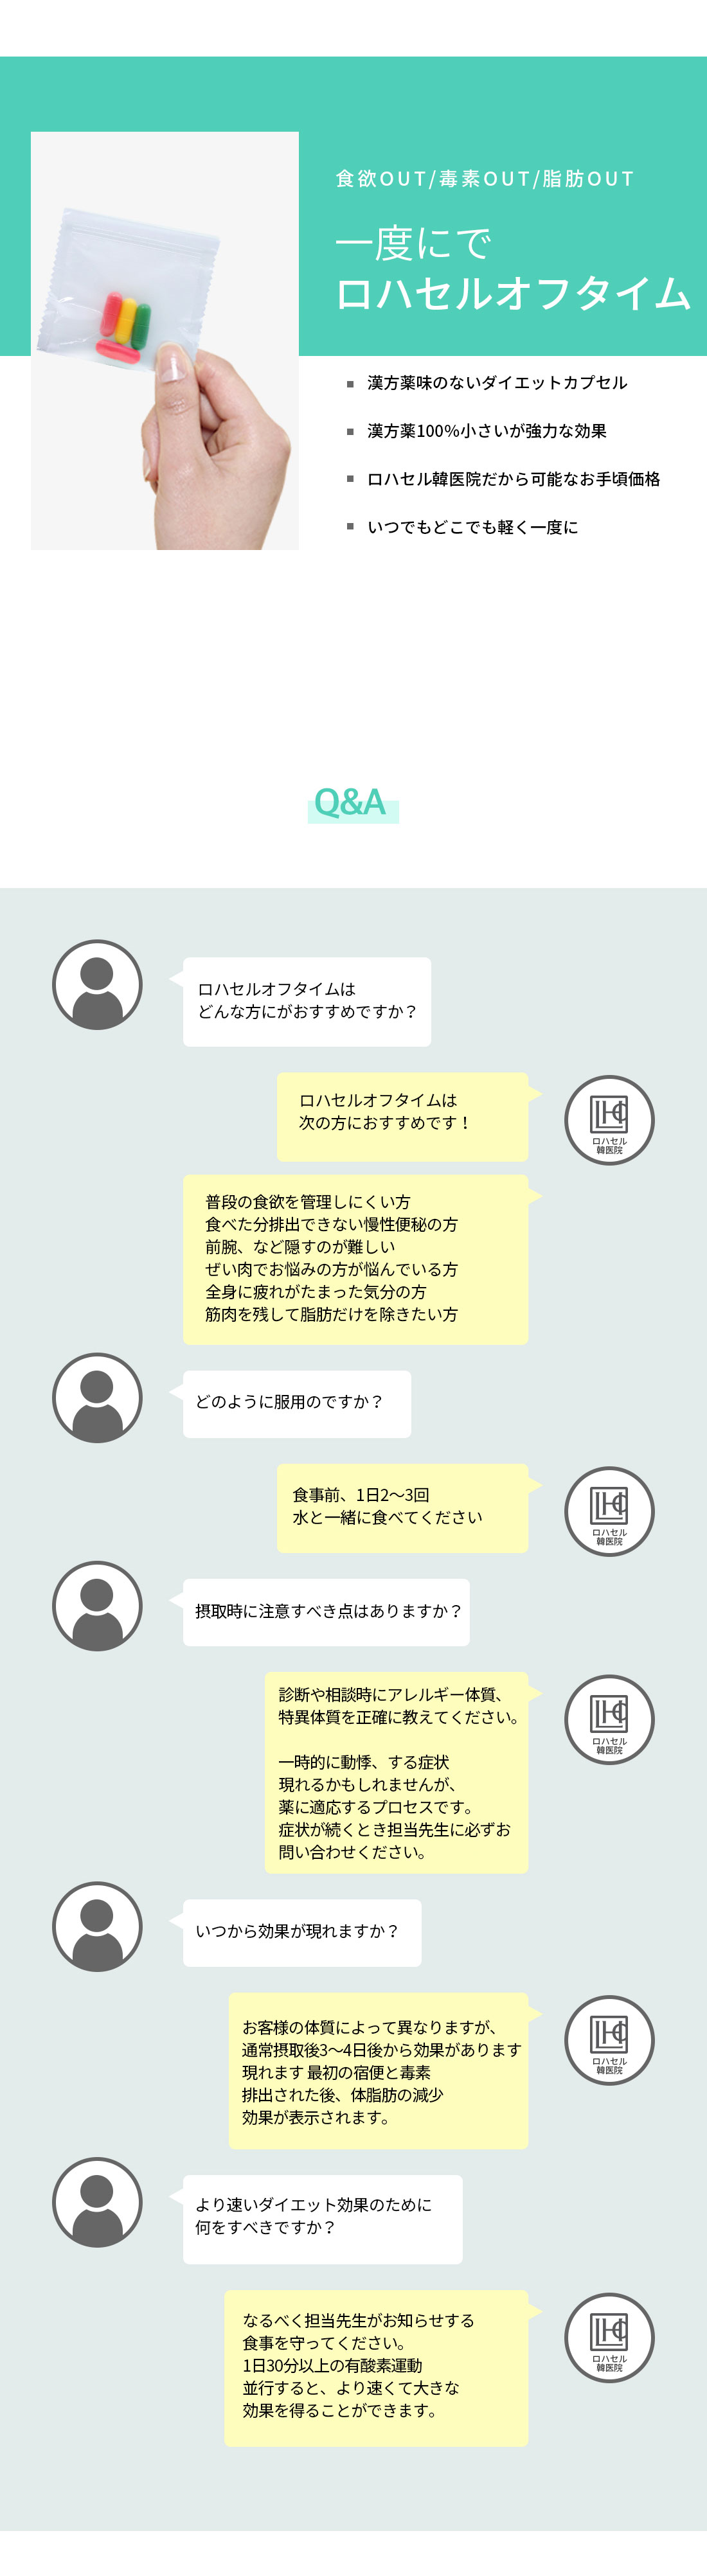 食欲OUT/毒素OUT/脂肪OUT
一度にで
ロハセルオフタイム
漢方薬味のないダイエットカプセル
漢方薬100%小さいが強力な効果
ロハセル韓医院だから可能なお手頃価格
いつでもどこでも軽く一度に
Q&A
ロハセルオフタイムは
どんな方にがおすすめですか？
ロハセルオフタイムは
次の方におすすめです！
ロハセル
韓医院
普段の食欲を管理しにくい方
食べた分排出できない慢性便秘の方
前腕、など隠すのが難しい
ぜい肉でお悩みの方が悩んでいる方
全身に疲れがたまった気分の方
筋肉を残して脂肪だけを除きたい方
どのように服用のですか？
食事前、1日2～3回
水と一緒に食べてください
ロハセル
韓医院
摂取時に注意すべき点はありますか？
診断や相談時にアレルギー体質、
特異体質を正確に教えてください。
一時的に動悸、する症状
現れるかもしれませんが、
薬に適応するプロセスです。
症状が続くとき担当先生に必ずお
問い合わせください。
ロハセル
韓医院
いつから効果が現れますか？
お客様の体質によって異なりますが、
通常摂取後3～4日後から効果があります
現れます 最初の宿便と毒素
排出された後、体脂肪の減少
効果が表示されます。
ロハセル
韓医院
より速いダイエット効果のために
何をすべきですか？
なるべく担当先生がお知らせする
食事を守ってください。
1日30分以上の有酸素運動
並行すると、より速くて大きな
効果を得ることができます。
ロハセル
韓医院